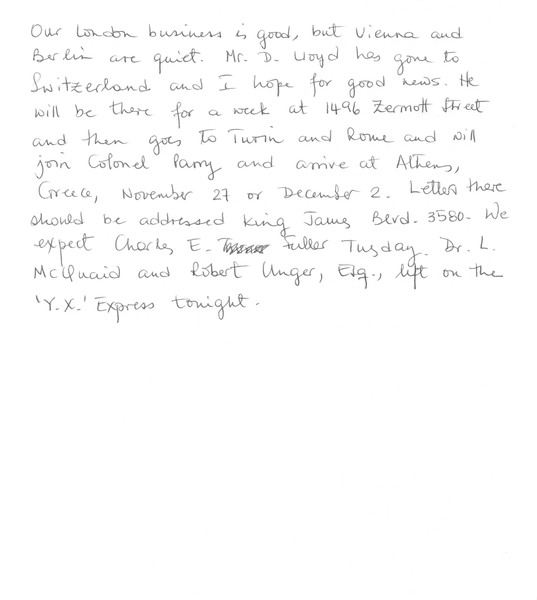 Our London business is good, but Vienna and
Berlin are quiet. Mr. D. Lloyd has gone to
Switzerland and I hope for good news. He
will be there for a week at 1496 Zermott Street
and then goes to Turin and Rome and will
join Colonel Parry and arrive at Athens,
Greece, November 27 or December 2. Letters there
should be addressed King James Blvd. 3580. We
expect Charles E. Fuller Tuesday. Dr. L.
McQuaid and Robert Unger, Esq., left on the
'Y.X.' Express tonight.